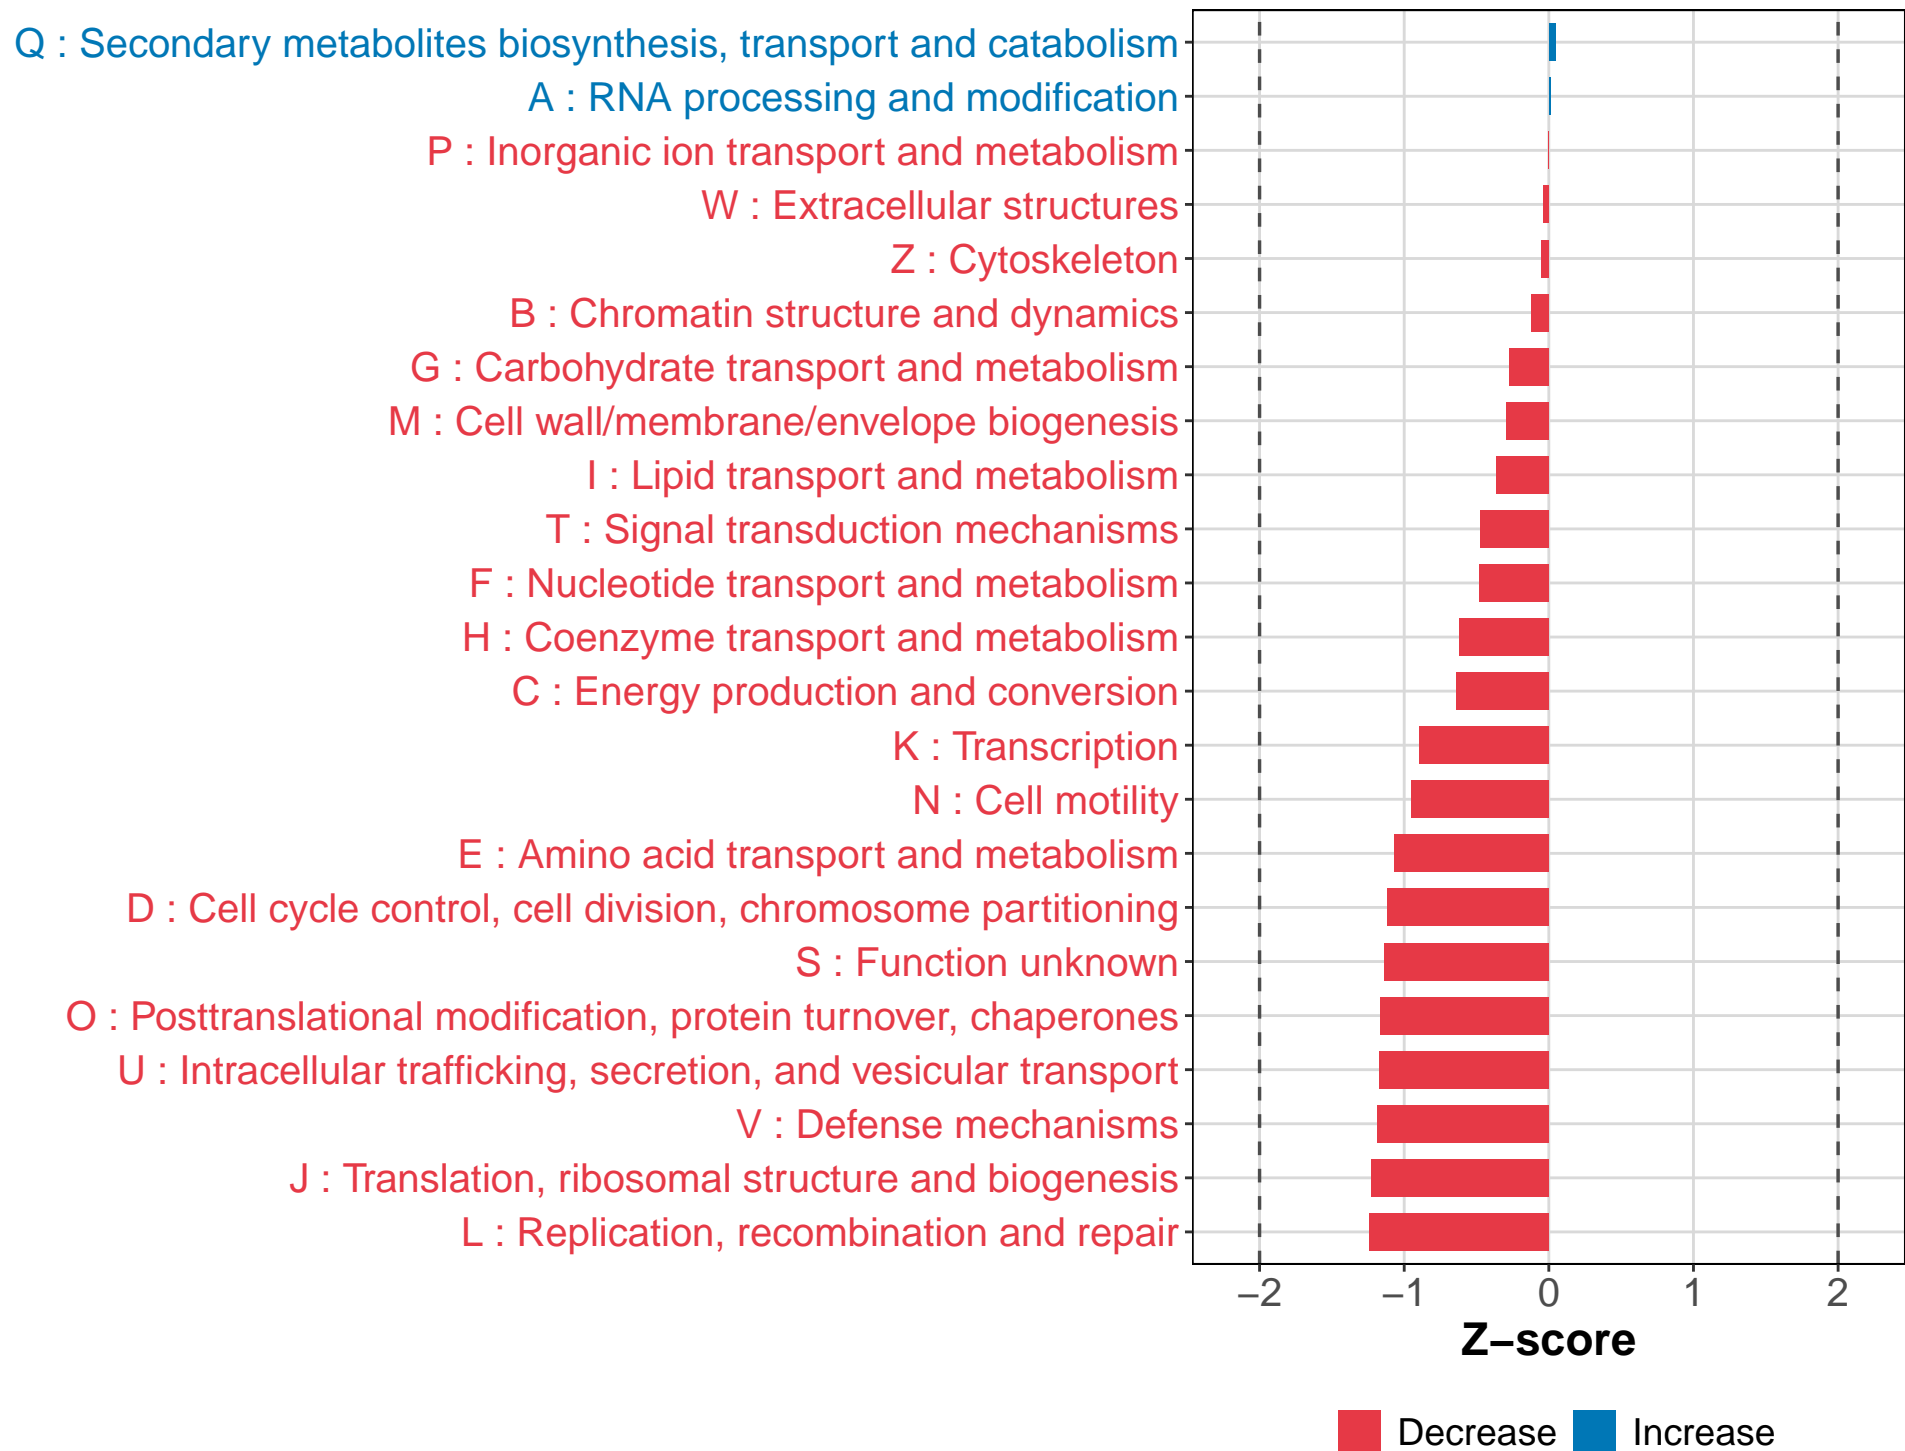 Q : Secondary metabolites biosynthesis, transport and catabolism
A : RNA processing and modification
P : Inorganic ion transport and metabolism
W : Extracellular structures
Z : Cytoskeleton
B : Chromatin structure and dynamics
G : Carbohydrate transport and metabolism
M : Cell wall/membrane/envelope biogenesis
I : Lipid transport and metabolism
T : Signal transduction mechanisms
F : Nucleotide transport and metabolism
H : Coenzyme transport and metabolism
C : Energy production and conversion
K : Transcription
N : Cell motility
E : Amino acid transport and metabolism
D : Cell cycle control, cell division, chromosome partitioning
S : Function unknown
O : Posttranslational modification, protein turnover, chaperones
U : Intracellular trafficking, secretion, and vesicular transport
V : Defense mechanisms
J : Translation, ribosomal structure and biogenesis
L : Replication, recombination and repair
−2 −1 0 1 2
Z−score
Decrease Increase